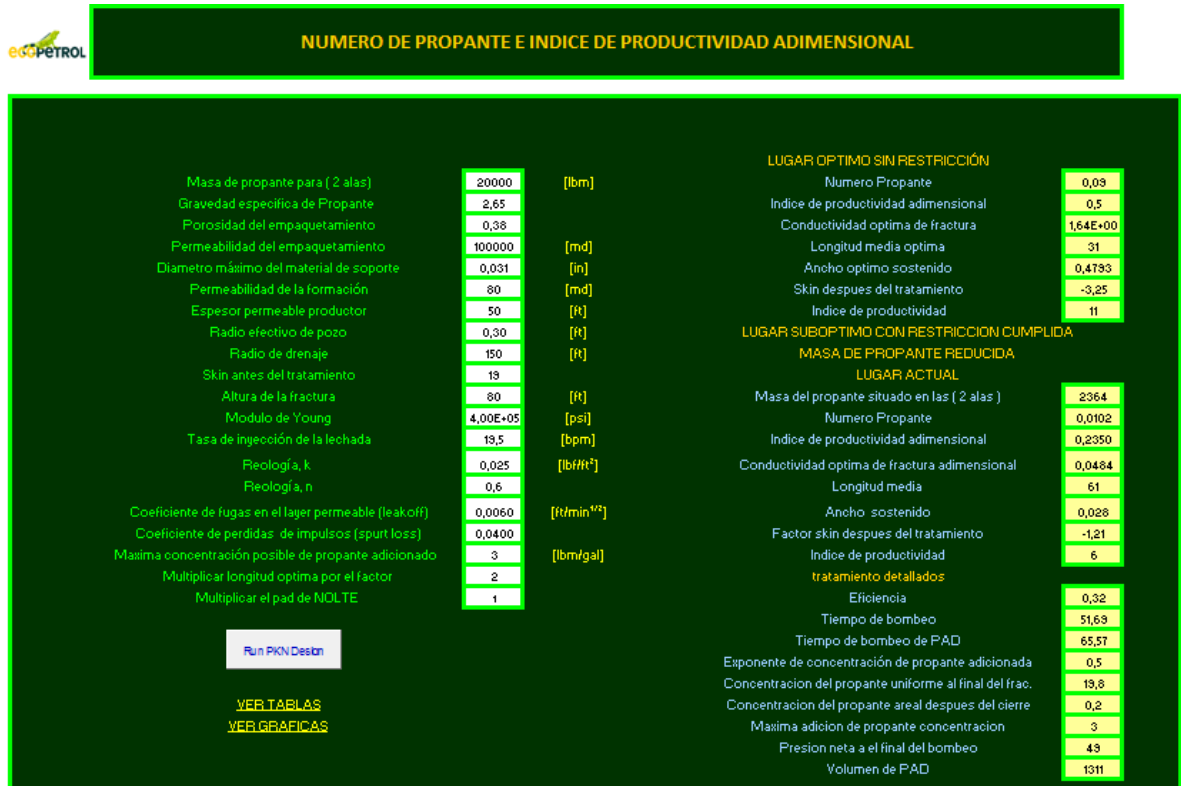 ecopetrol
NUMERO DE PROPANTE E INDICE DE PRODUCTIVIDAD ADIMENSIONAL
LUGAR OPTIMO SIN RESTRICCIÓN
Masa de propante para ( 2 alas) 20000 [lbm] Numero Propante 0,09
Gravedad especifica de Propante 2,65 Indice de productividad adimensional 0,5
Porosidad del empaquetamiento 0,38 Conductividad optima de fractura 1,64E+00
Permeabilidad del empaquetamiento 100000 [md] Longitud media optima 31
Diametro máximo del material de soporte 0,031 [in] Ancho optimo sostenido 0,4793
Permeabilidad de la formación 80 [md] Skin despues del tratamiento -3,25
Espesor permeable productor 50 [ft] Indice de productividad 11
Radio efectivo de pozo 0,30 [ft] LUGAR SUBOPTIMO CON RESTRICCION CUMPLIDA
Radio de drenaje 150 [ft] MASA DE PROPANTE REDUCIDA
Skin antes del tratamiento 19 LUGAR ACTUAL
Altura de la fractura 80 [ft] Masa del propante situado en las ( 2 alas ) 2364
Modulo de Young 4,00E+05 [psi] Numero Propante 0,0102
Tasa de inyección de la lechada 19,5 [bpm] Indice de productividad adimensional 0,2350
Reología, k 0,025 [lbf/ft²] Conductividad optima de fractura adimensional 0,0484
Reología, n 0,6 Longitud media 61
Coeficiente de fugas en el layer permeable (leakoff) 0,0060 [ft/min¹/²] Ancho sostenido 0,028
Coeficiente de perdidas de impulsos (spurt loss) 0,0400 Factor skin despues del tratamiento -1,21
Maxima concentración posible de propante adicionado 3 [lbm/gal] Indice de productividad 6
Multiplicar longitud optima por el factor 2 tratamiento detallados
Multiplicar el pad de NOLTE 1 Eficiencia 0,32
Tiempo de bombeo 51,69
Run PKN Design Tiempo de bombeo de PAD 65,57
Exponente de concentración de propante adicionada 0,5
Concentracion del propante uniforme al final del frac. 19,8
VER TABLAS Concentracion del propante areal despues del cierre 0,2
VER GRAFICAS Maxima adicion de propante concentracion 3
Presion neta a el final del bombeo 49
Volumen de PAD 1311